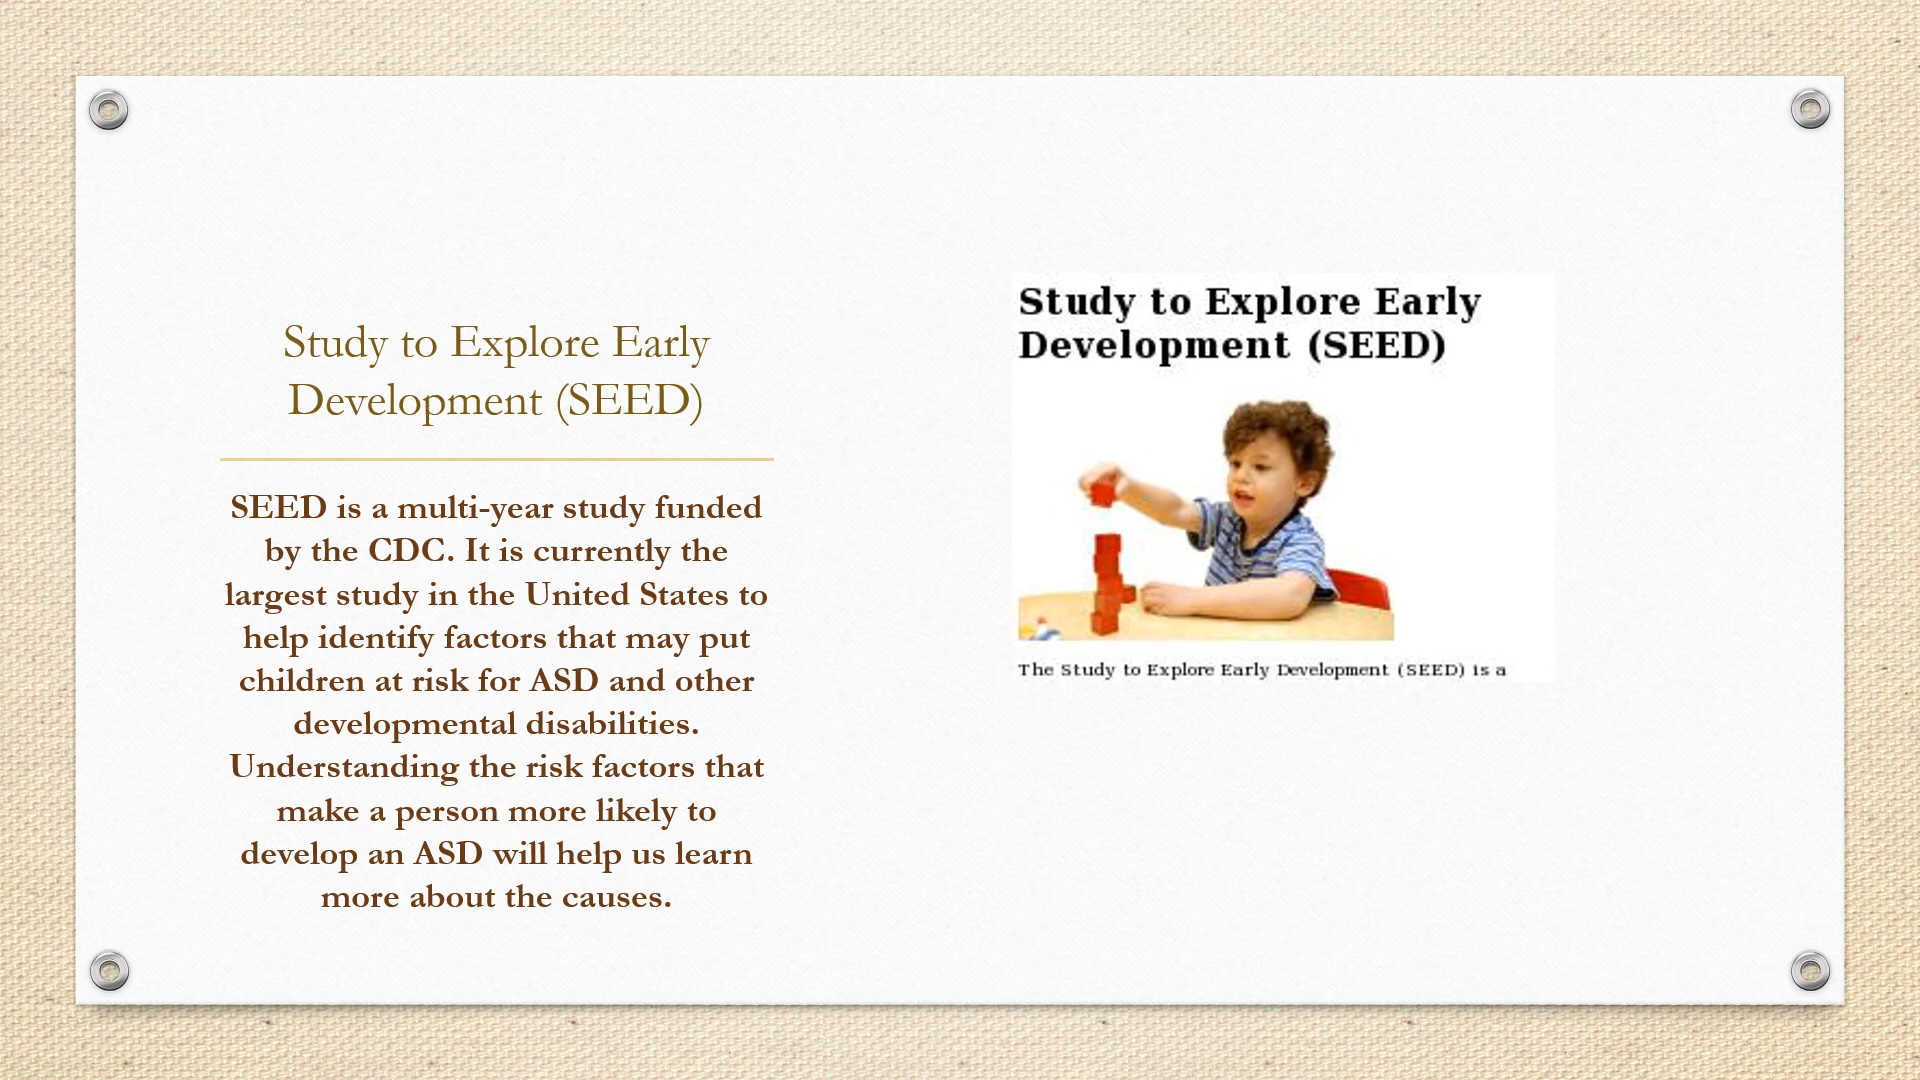 Study to Explore Early
Development (SEED)
SEED is a multi-year study funded
by the CDC. It is currently the
largest study in the United States to
help identify factors that may put
children at risk for ASD and other
developmental disabilities.
Understanding the risk factors that
make a person more likely to
develop an ASD will help us learn
more about the causes.
Study to Explore Early
Development (SEED)
The Study to Explore Early Development (SEED) is a